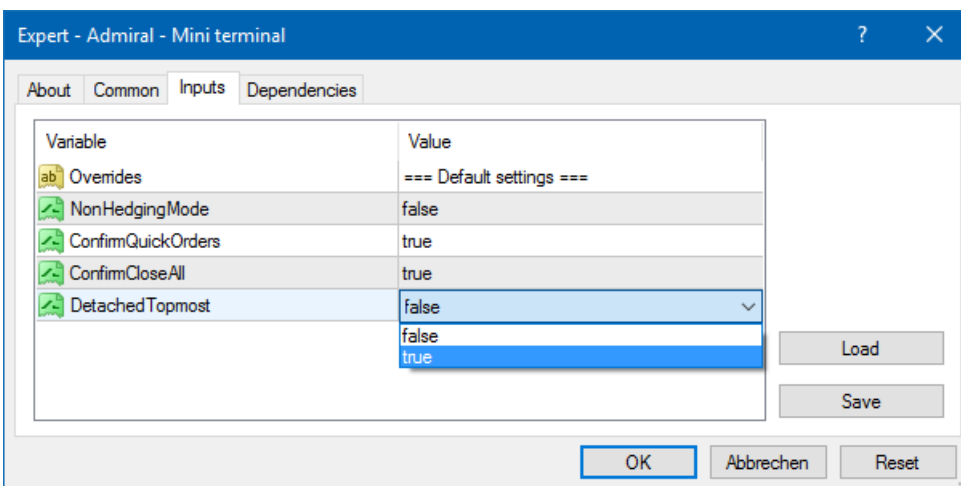 Expert - Admiral - Mini terminal ?
About Common Inputs Dependencies
Variable Value
ab Overrides === Default settings ===
NonHedgingMode false
ConfirmQuickOrders true
ConfirmCloseAll true
DetachedTopmost false
false
true
Load
Save
OK Abbrechen Reset